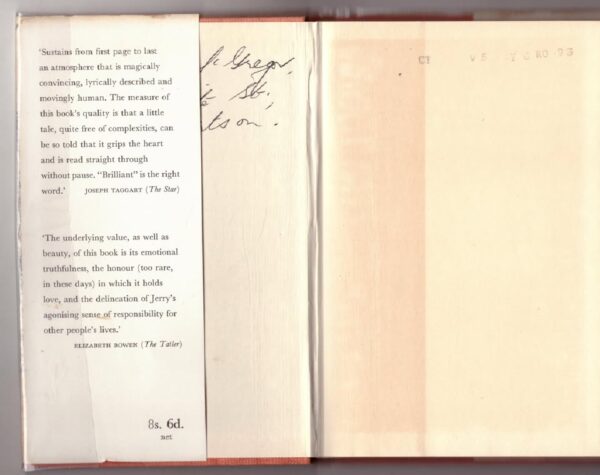 ‘Sustains from first page to last
an atmosphere that is magically
convincing, lyrically described and
movingly human. The measure of
this book's quality is that a little
tale, quite free of complexities, can
be so told that it grips the heart
and is read straight through
without pause. “Brilliant” is the right
word.’ JOSEPH TAGGART (The Star)
‘The underlying value, as well as
beauty, of this book is its emotional
truthfulness, the honour (too rare,
in these days) in which it holds
love, and the delineation of Jerry's
agonising sense of responsibility for
other people's lives.’
ELIZABETH BOWEN (The Tatler)
8s. 6d.
net
Gregor,
St.,
tson.